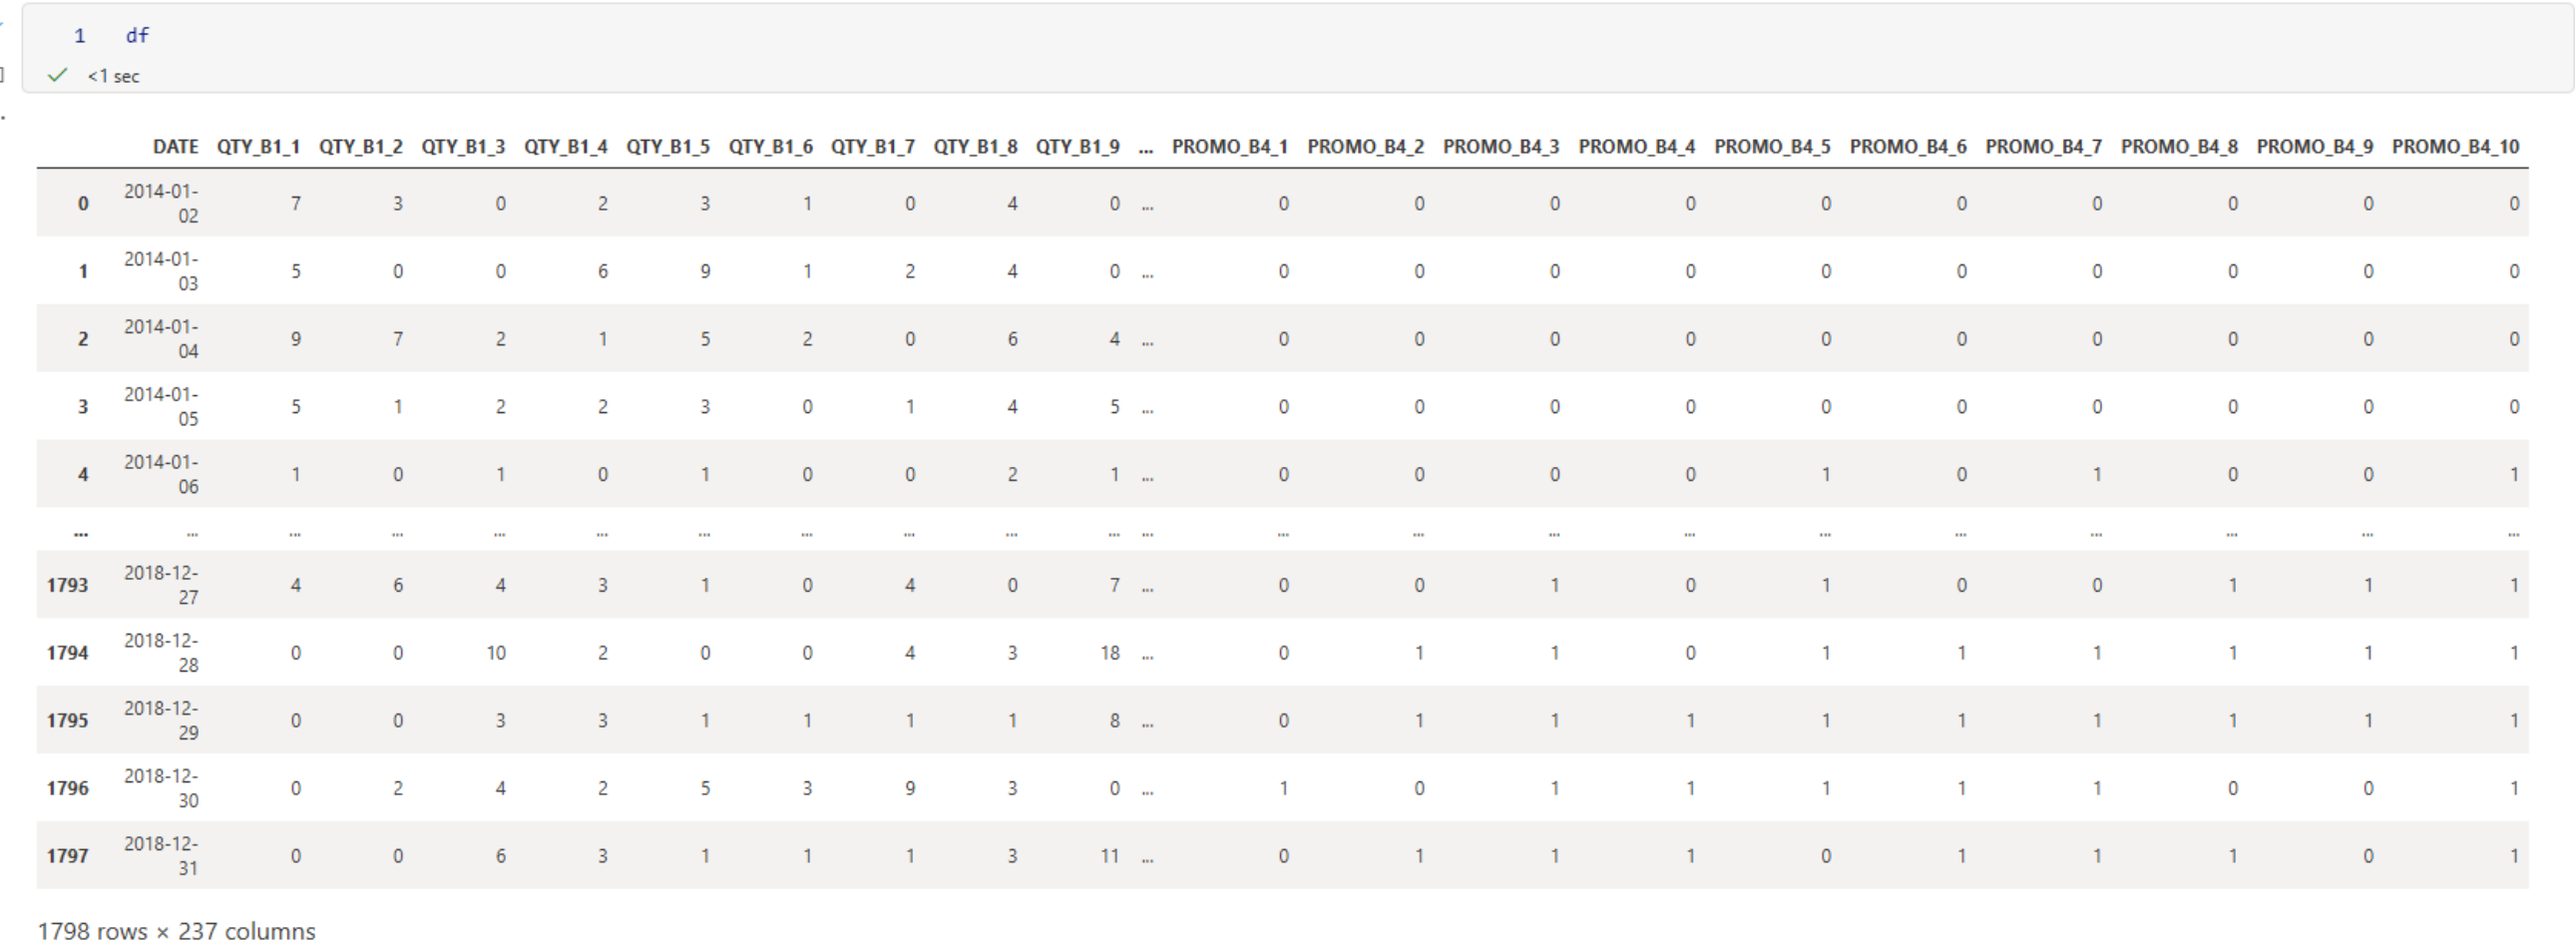 1 df
<1 sec
DATE QTY_B1_1 QTY_B1_2 QTY_B1_3 QTY_B1_4 QTY_B1_5 QTY_B1_6 QTY_B1_7 QTY_B1_8 QTY_B1_9 ... PROMO_B4_1 PROMO_B4_2 PROMO_B4_3 PROMO_B4_4 PROMO_B4_5 PROMO_B4_6 PROMO_B4_7 PROMO_B4_8 PROMO_B4_9 PROMO_B4_10
0 2014-01-02 7 3 0 2 3 1 0 4 0 ... 0 0 0 0 0 0 0 0 0 0
1 2014-01-03 5 0 0 6 9 1 2 4 0 ... 0 0 0 0 0 0 0 0 0 0
2 2014-01-04 9 7 2 1 5 2 0 6 4 ... 0 0 0 0 0 0 0 0 0 0
3 2014-01-05 5 1 2 2 3 0 1 4 5 ... 0 0 0 0 0 0 0 0 0 0
4 2014-01-06 1 0 1 0 1 0 0 2 1 ... 0 0 0 0 1 0 1 0 0 1
... ... ... ... ... ... ... ... ... ... ... ... ... ... ... ... ... ... ... ... ... ... ...
1793 2018-12-27 4 6 4 3 1 0 4 0 7 ... 0 0 1 0 1 0 0 1 1 1
1794 2018-12-28 0 0 10 2 0 0 4 3 18 ... 0 1 1 0 1 1 1 1 1 1
1795 2018-12-29 0 0 3 3 1 1 1 1 8 ... 0 1 1 1 1 1 1 1 1 1
1796 2018-12-30 0 2 4 2 5 3 9 3 0 ... 1 0 1 1 1 1 1 0 0 1
1797 2018-12-31 0 0 6 3 1 1 1 3 11 ... 0 1 1 1 0 1 1 1 0 1
1798 rows × 237 columns